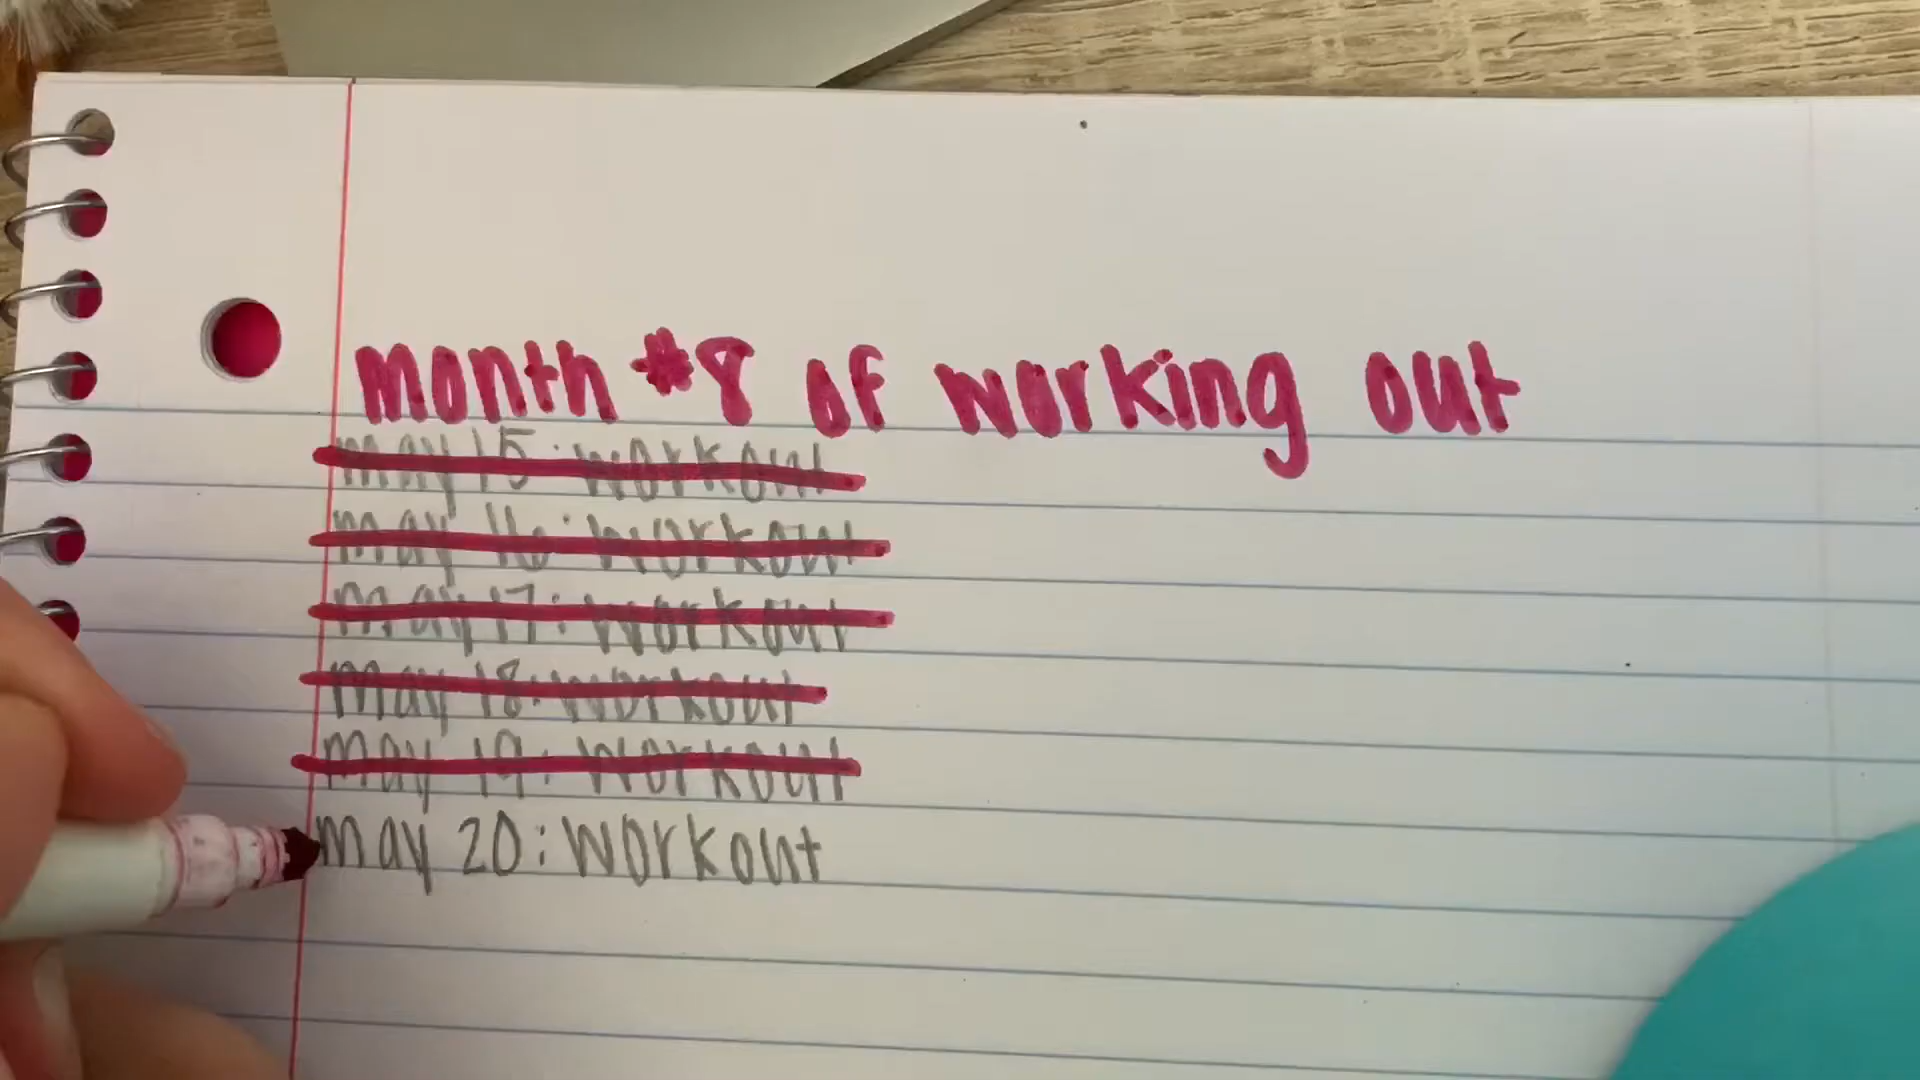 month #8 of working out
may 15: workout
may 16: workout
may 17: workout
may 18: workout
may 19: workout
may 20: workout